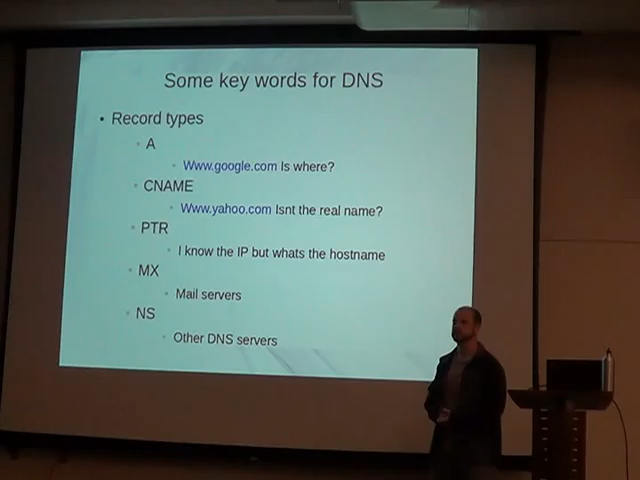 Some key words for DNS
• Record types
A
Www.google.com Is where?
CNAME
Www.yahoo.com Isnt the real name?
PTR
I know the IP but whats the hostname
MX
Mail servers
NS
Other DNS servers